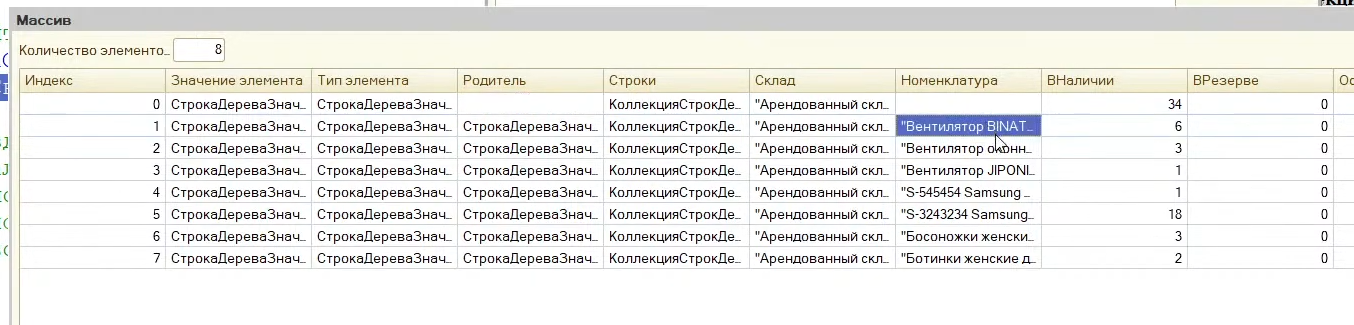 Массив
Количество элементо... 8
Индекс Значение элемента Тип элемента Родитель Строки Склад Номенклатура ВНаличии ВРезерве
0 СтрокаДереваЗнач... СтрокаДереваЗнач... КоллекцияСтрокДе... "Арендованный скл... 34 0
1 СтрокаДереваЗнач... СтрокаДереваЗнач... СтрокаДереваЗнач... КоллекцияСтрокДе... "Арендованный скл... "Вентилятор BINAT... 6 0
2 СтрокаДереваЗнач... СтрокаДереваЗнач... СтрокаДереваЗнач... КоллекцияСтрокДе... "Арендованный скл... "Вентилятор оконн... 3 0
3 СтрокаДереваЗнач... СтрокаДереваЗнач... СтрокаДереваЗнач... КоллекцияСтрокДе... "Арендованный скл... "Вентилятор JIPONI... 1 0
4 СтрокаДереваЗнач... СтрокаДереваЗнач... СтрокаДереваЗнач... КоллекцияСтрокДе... "Арендованный скл... "S-545454 Samsung ... 1 0
5 СтрокаДереваЗнач... СтрокаДереваЗнач... СтрокаДереваЗнач... КоллекцияСтрокДе... "Арендованный скл... "S-3243234 Samsung... 18 0
6 СтрокаДереваЗнач... СтрокаДереваЗнач... СтрокаДереваЗнач... КоллекцияСтрокДе... "Арендованный скл... "Босоножки женски... 3 0
7 СтрокаДереваЗнач... СтрокаДереваЗнач... СтрокаДереваЗнач... КоллекцияСтрокДе... "Арендованный скл... "Ботинки женские д... 2 0